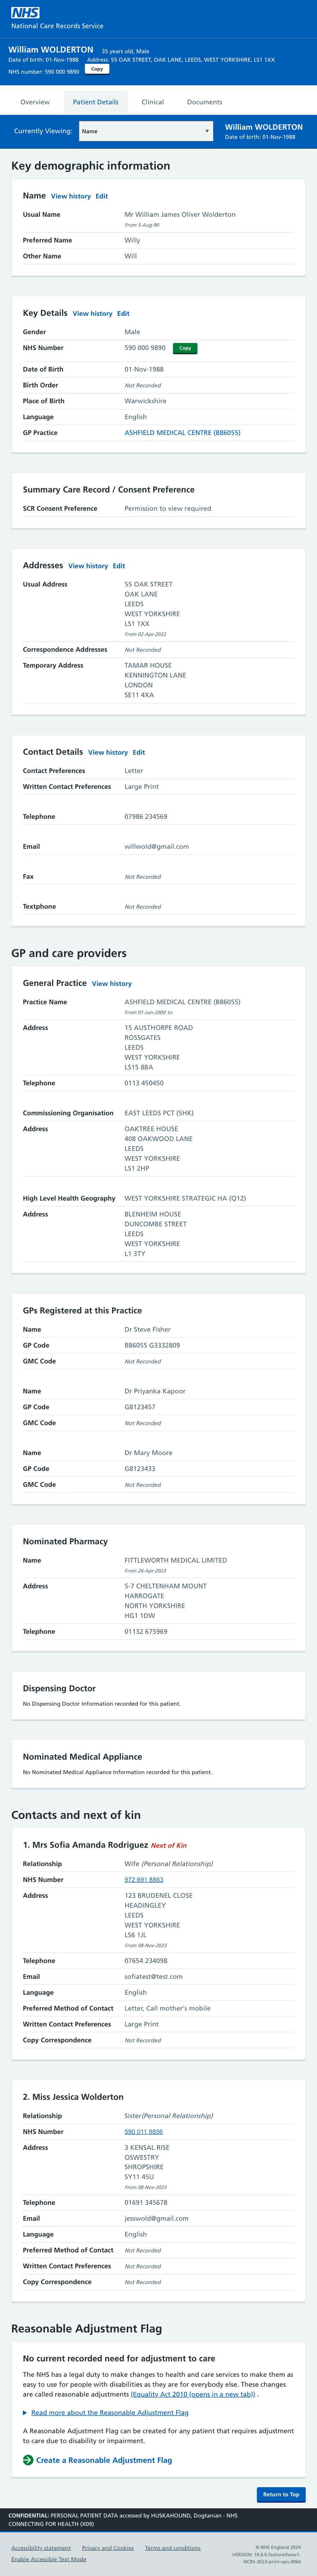 NHS
National Care Records Service
William WOLDERTON 35 years old, Male
Date of birth: 01-Nov-1988 Address: 55 OAK STREET, OAK LANE, LEEDS, WEST YORKSHIRE, LS1 1XX
NHS number: 590 000 9890 Copy
Overview Patient Details Clinical Documents
Currently Viewing: Name
William WOLDERTON
Date of birth: 01-Nov-1988
Key demographic information
Name View history Edit
Usual Name Mr William James Oliver Wolderton
From 5-Aug-90
Preferred Name Willy
Other Name Will
Key Details View history Edit
Gender Male
NHS Number 590 000 9890 Copy
Date of Birth 01-Nov-1988
Birth Order Not Recorded
Place of Birth Warwickshire
Language English
GP Practice ASHFIELD MEDICAL CENTRE (B86055)
Summary Care Record / Consent Preference
SCR Consent Preference Permission to view required
Addresses View history Edit
Usual Address 55 OAK STREET
OAK LANE
LEEDS
WEST YORKSHIRE
LS1 1XX
From 02-Apr-2022
Correspondence Addresses Not Recorded
Temporary Address TAMAR HOUSE
KENNINGTON LANE
LONDON
SE11 4XA
Contact Details View history Edit
Contact Preferences Letter
Written Contact Preferences Large Print
Telephone 07986 234569
Email willwold@gmail.com
Fax Not Recorded
Textphone Not Recorded
GP and care providers
General Practice View history
Practice Name ASHFIELD MEDICAL CENTRE (B86055)
From 01-Jun-2000 to
Address 15 AUSTHORPE ROAD
ROSSGATES
LEEDS
WEST YORKSHIRE
LS15 8BA
Telephone 0113 450450
Commissioning Organisation EAST LEEDS PCT (5HK)
Address OAKTREE HOUSE
408 OAKWOOD LANE
LEEDS
WEST YORKSHIRE
LS1 2HP
High Level Health Geography WEST YORKSHIRE STRATEGIC HA (Q12)
Address BLENHEIM HOUSE
DUNCOMBE STREET
LEEDS
WEST YORKSHIRE
L1 3TY
GPs Registered at this Practice
Name Dr Steve Fisher
GP Code B86055 G3332809
GMC Code Not Recorded
Name Dr Priyanka Kapoor
GP Code G8123457
GMC Code Not Recorded
Name Dr Mary Moore
GP Code G8123433
GMC Code Not Recorded
Nominated Pharmacy
Name FITTLEWORTH MEDICAL LIMITED
From 26-Apr-2023
Address 5-7 CHELTENHAM MOUNT
HARROGATE
NORTH YORKSHIRE
HG1 1DW
Telephone 01132 675969
Dispensing Doctor
No Dispensing Doctor Information recorded for this patient.
Nominated Medical Appliance
No Nominated Medical Appliance Information recorded for this patient.
Contacts and next of kin
1. Mrs Sofia Amanda Rodriguez Next of Kin
Relationship Wife (Personal Relationship)
NHS Number 972 691 8863
Address 123 BRUDENEL CLOSE
HEADINGLEY
LEEDS
WEST YORKSHIRE
LS6 1JL
From 08-Nov-2023
Telephone 07654 234098
Email sofiatest@test.com
Language English
Preferred Method of Contact Letter, Call mother's mobile
Written Contact Preferences Large Print
Copy Correspondence Not Recorded
2. Miss Jessica Wolderton
Relationship Sister(Personal Relationship)
NHS Number 590 011 9856
Address 3 KENSAL RISE
OSWESTRY
SHROPSHIRE
SY11 4SU
From 08-Nov-2023
Telephone 01691 345678
Email jesswold@gmail.com
Language English
Preferred Method of Contact Not Recorded
Written Contact Preferences Not Recorded
Copy Correspondence Not Recorded
Reasonable Adjustment Flag
No current recorded need for adjustment to care
The NHS has a legal duty to make changes to health and care services to make them as
easy to use for people with disabilities as they are for everybody else. These changes
are called reasonable adjustments (Equality Act 2010 (opens in a new tab)) .
Read more about the Reasonable Adjustment Flag
A Reasonable Adjustment Flag can be created for any patient that requires adjustment
to care due to disability or impairment.
Create a Reasonable Adjustment Flag
Return to Top
CONFIDENTIAL: PERSONAL PATIENT DATA accessed by HUSKAHOUND, Dogtanian - NHS
CONNECTING FOR HEALTH (X09)
Accessibility statement Privacy and Cookies Terms and conditions
Enable Accessible Text Mode
© NHS England 2024